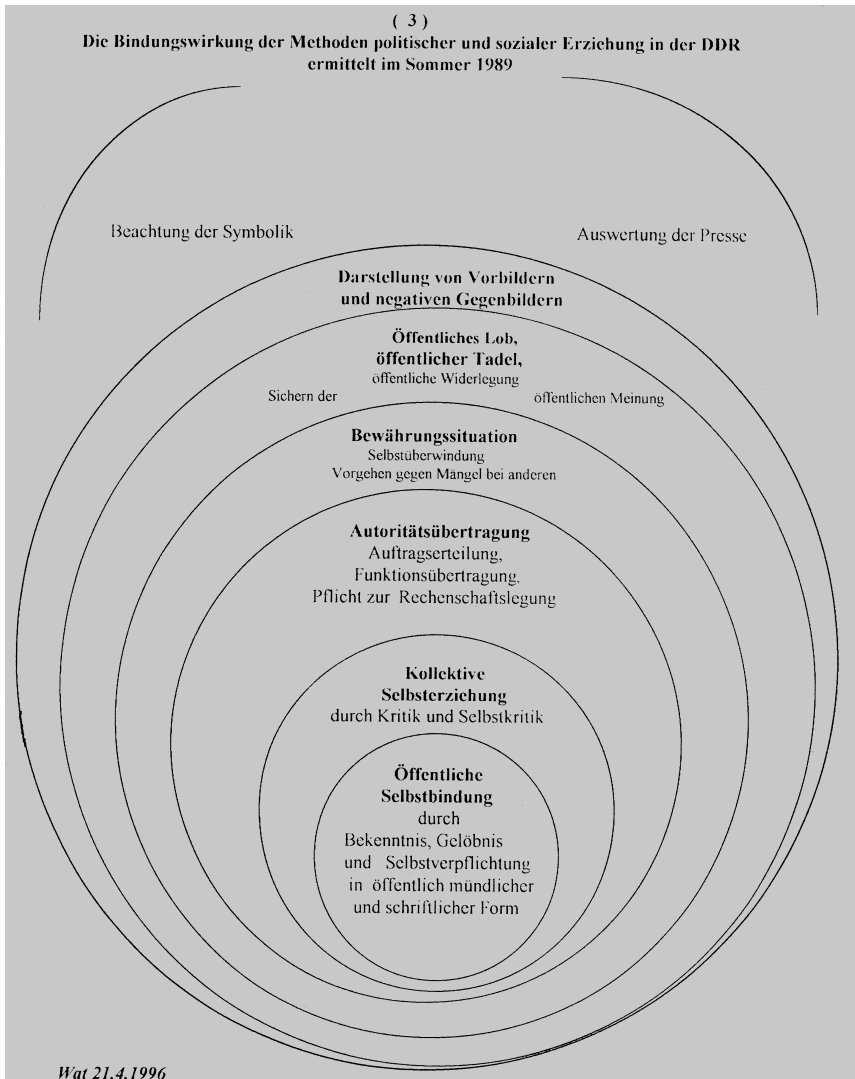 ( 3 )
Die Bindungswirkung der Methoden politischer und sozialer Erziehung in der DDR
ermittelt im Sommer 1989
Beachtung der Symbolik
Auswertung der Presse
Darstellung von Vorbildern
und negativen Gegenbildern
Öffentliches Lob,
öffentlicher Tadel,
öffentliche Widerlegung
Sichern der öffentlichen Meinung
Bewährungssituation
Selbstüberwindung
Vorgehen gegen Mängel bei anderen
Autoritätsübertragung
Auftragserteilung,
Funktionsübertragung,
Pflicht zur Rechenschaftslegung
Kollektive
Selbsterziehung
durch Kritik und Selbstkritik
Öffentliche
Selbstbindung
durch
Bekenntnis, Gelöbnis
und Selbstverpflichtung
in öffentlich mündlicher
und schriftlicher Form
Wat 21.4.1996